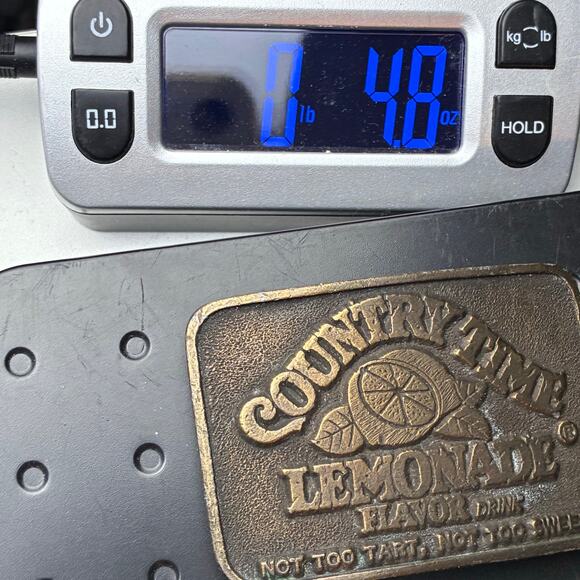 0 lb 4.8 oz
kg lb
0.0
HOLD
COUNTRY TIME
LEMONADE®
FLAVOR DRINK
NOT TOO TART, NOT TOO SWEE